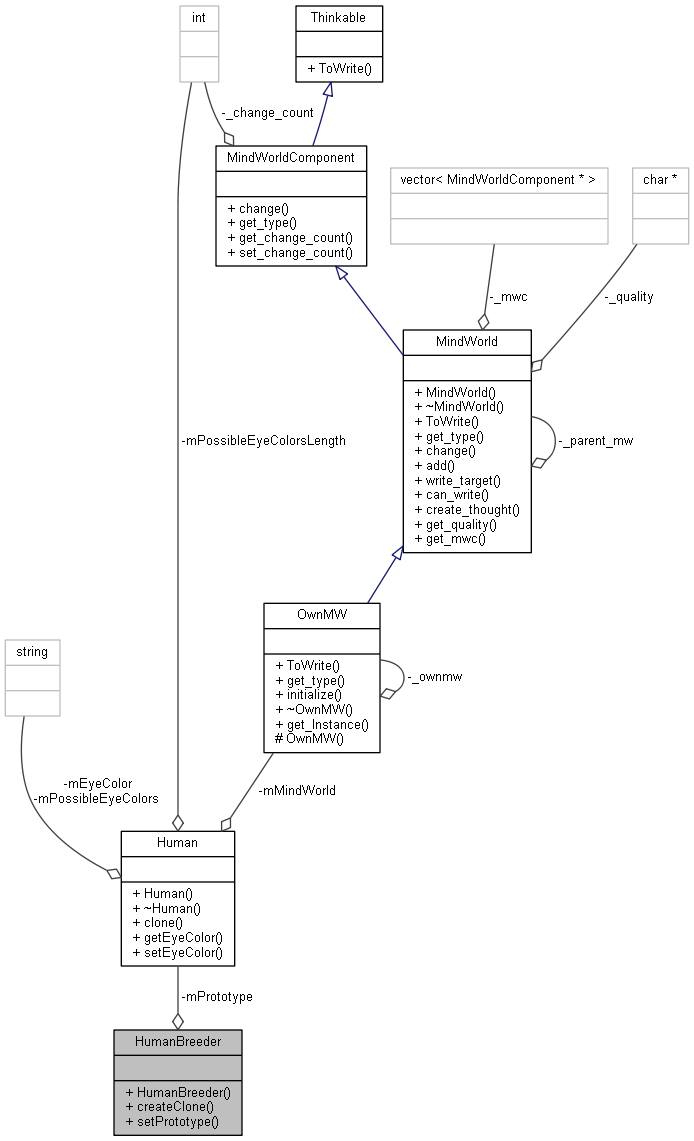 int
Thinkable
+ ToWrite()
-_change_count
MindWorldComponent
+ change()
+ get_type()
+ get_change_count()
+ set_change_count()
vector< MindWorldComponent * >
char *
-_mwc
-_quality
MindWorld
+ MindWorld()
+ ~MindWorld()
+ ToWrite()
+ get_type()
+ change()
+ add()
+ write_target()
+ can_write()
+ create_thought()
+ get_quality()
+ get_mwc()
-_parent_mw
-mPossibleEyeColorsLength
OwnMW
+ ToWrite()
+ get_type()
+ initialize()
+ ~OwnMW()
+ get_Instance()
# OwnMW()
-_ownmw
string
-mEyeColor
-mPossibleEyeColors
-mMindWorld
Human
+ Human()
+ ~Human()
+ clone()
+ getEyeColor()
+ setEyeColor()
-mPrototype
HumanBreeder
+ HumanBreeder()
+ createClone()
+ setPrototype()